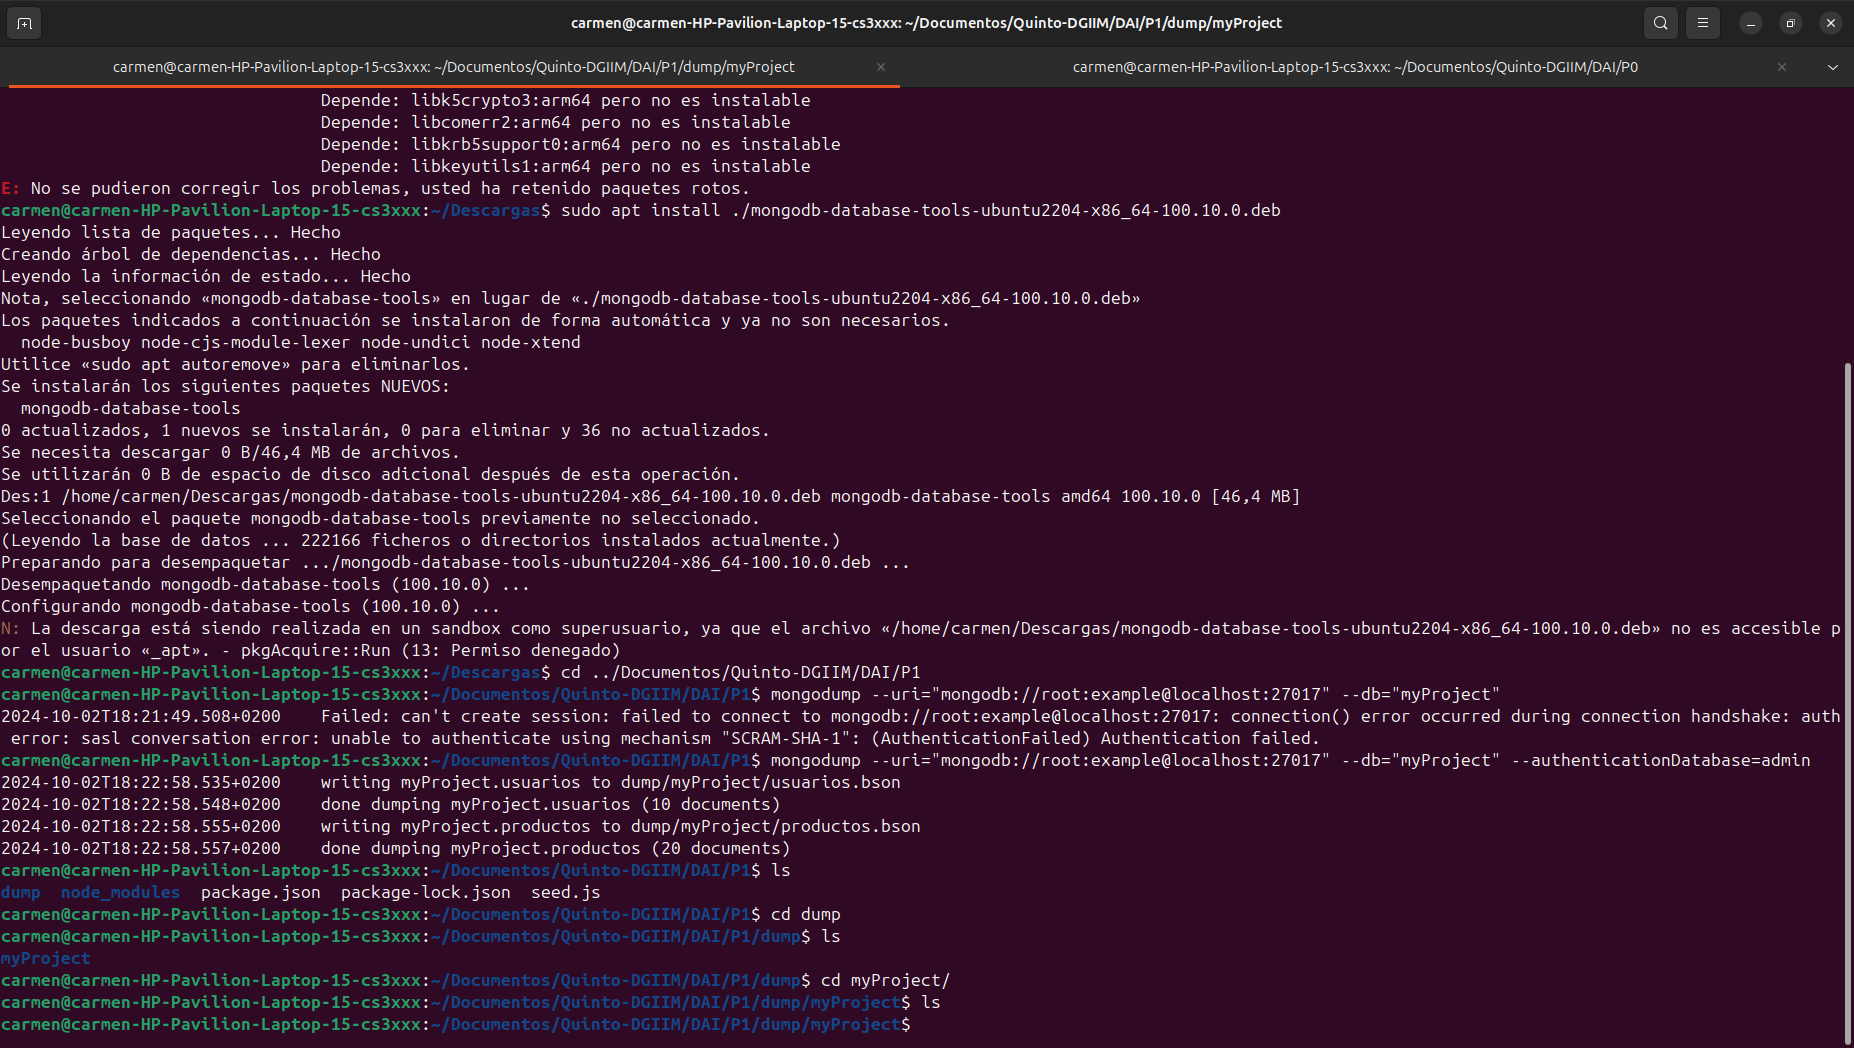 carmen@carmen-HP-Pavilion-Laptop-15-cs3xxx: ~/Documentos/Quinto-DGIIM/DAI/P1/dump/myProject
carmen@carmen-HP-Pavilion-Laptop-15-cs3xxx: ~/Documentos/Quinto-DGIIM/DAI/P1/dump/myProject
carmen@carmen-HP-Pavilion-Laptop-15-cs3xxx: ~/Documentos/Quinto-DGIIM/DAI/P0
Depende: libk5crypto3:arm64 pero no es instalable
Depende: libcomerr2:arm64 pero no es instalable
Depende: libkrb5support0:arm64 pero no es instalable
Depende: libkeyutils1:arm64 pero no es instalable
E: No se pudieron corregir los problemas, usted ha retenido paquetes rotos.
carmen@carmen-HP-Pavilion-Laptop-15-cs3xxx:~/Descargas$ sudo apt install ./mongodb-database-tools-ubuntu2204-x86_64-100.10.0.deb
Leyendo lista de paquetes... Hecho
Creando árbol de dependencias... Hecho
Leyendo la información de estado... Hecho
Nota, seleccionando «mongodb-database-tools» en lugar de «./mongodb-database-tools-ubuntu2204-x86_64-100.10.0.deb»
Los paquetes indicados a continuación se instalaron de forma automática y ya no son necesarios.
node-busboy node-cjs-module-lexer node-undici node-xtend
Utilice «sudo apt autoremove» para eliminarlos.
Se instalarán los siguientes paquetes NUEVOS:
mongodb-database-tools
0 actualizados, 1 nuevos se instalarán, 0 para eliminar y 36 no actualizados.
Se necesita descargar 0 B/46,4 MB de archivos.
Se utilizarán 0 B de espacio de disco adicional después de esta operación.
Des:1 /home/carmen/Descargas/mongodb-database-tools-ubuntu2204-x86_64-100.10.0.deb mongodb-database-tools amd64 100.10.0 [46,4 MB]
Seleccionando el paquete mongodb-database-tools previamente no seleccionado.
(Leyendo la base de datos ... 222166 ficheros o directorios instalados actualmente.)
Preparando para desempaquetar .../mongodb-database-tools-ubuntu2204-x86_64-100.10.0.deb ...
Desempaquetando mongodb-database-tools (100.10.0) ...
Configurando mongodb-database-tools (100.10.0) ...
N: La descarga está siendo realizada en un sandbox como superusuario, ya que el archivo «/home/carmen/Descargas/mongodb-database-tools-ubuntu2204-x86_64-100.10.0.deb» no es accesible p
or el usuario «_apt». - pkgAcquire::Run (13: Permiso denegado)
carmen@carmen-HP-Pavilion-Laptop-15-cs3xxx:~/Descargas$ cd ../Documentos/Quinto-DGIIM/DAI/P1
carmen@carmen-HP-Pavilion-Laptop-15-cs3xxx:~/Documentos/Quinto-DGIIM/DAI/P1$ mongodump --uri="mongodb://root:example@localhost:27017" --db="myProject"
2024-10-02T18:21:49.508+0200 Failed: can't create session: failed to connect to mongodb://root:example@localhost:27017: connection() error occurred during connection handshake: auth
error: sasl conversation error: unable to authenticate using mechanism "SCRAM-SHA-1": (AuthenticationFailed) Authentication failed.
carmen@carmen-HP-Pavilion-Laptop-15-cs3xxx:~/Documentos/Quinto-DGIIM/DAI/P1$ mongodump --uri="mongodb://root:example@localhost:27017" --db="myProject" --authenticationDatabase=admin
2024-10-02T18:22:58.535+0200 writing myProject.usuarios to dump/myProject/usuarios.bson
2024-10-02T18:22:58.548+0200 done dumping myProject.usuarios (10 documents)
2024-10-02T18:22:58.555+0200 writing myProject.productos to dump/myProject/productos.bson
2024-10-02T18:22:58.557+0200 done dumping myProject.productos (20 documents)
carmen@carmen-HP-Pavilion-Laptop-15-cs3xxx:~/Documentos/Quinto-DGIIM/DAI/P1$ ls
dump node_modules package.json package-lock.json seed.js
carmen@carmen-HP-Pavilion-Laptop-15-cs3xxx:~/Documentos/Quinto-DGIIM/DAI/P1$ cd dump
carmen@carmen-HP-Pavilion-Laptop-15-cs3xxx:~/Documentos/Quinto-DGIIM/DAI/P1/dump$ ls
myProject
carmen@carmen-HP-Pavilion-Laptop-15-cs3xxx:~/Documentos/Quinto-DGIIM/DAI/P1/dump$ cd myProject/
carmen@carmen-HP-Pavilion-Laptop-15-cs3xxx:~/Documentos/Quinto-DGIIM/DAI/P1/dump/myProject$ ls
carmen@carmen-HP-Pavilion-Laptop-15-cs3xxx:~/Documentos/Quinto-DGIIM/DAI/P1/dump/myProject$